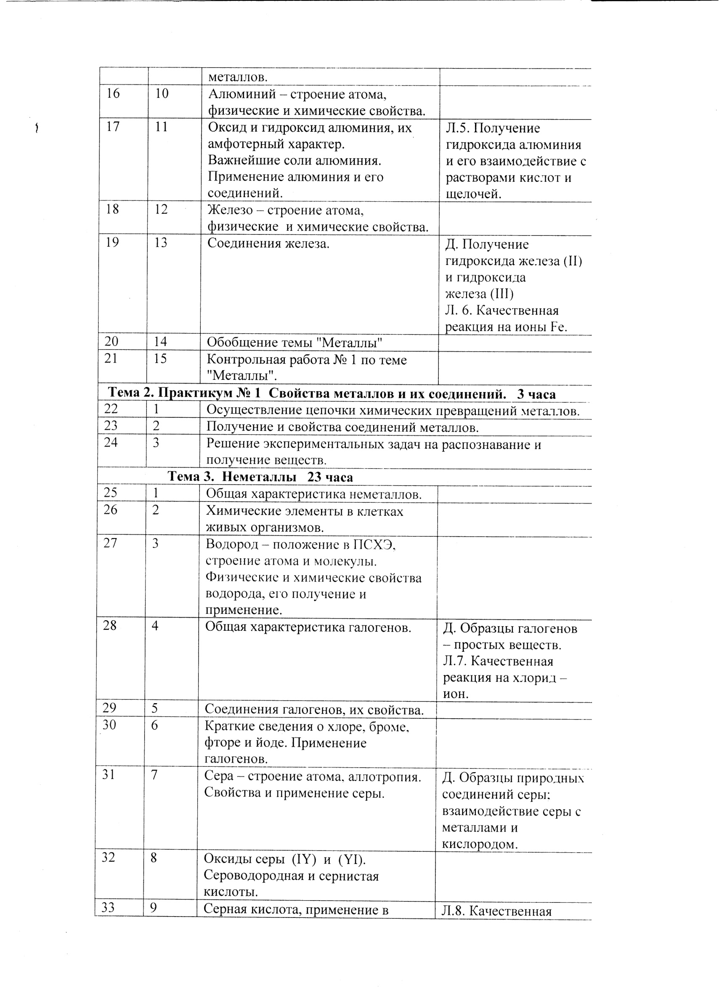 металлов.
16 10 Алюминий – строение атома,
физические и химические свойства.
17 11 Оксид и гидроксид алюминия, их
амфотерный характер.
Важнейшие соли алюминия.
Применение алюминия и его
соединений.
Л.5. Получение
гидроксида алюминия
и его взаимодействие с
растворами кислот и
щелочей.
18 12 Железо – строение атома,
физические и химические свойства.
19 13 Соединения железа.
Д. Получение
гидроксида железа (II)
и гидроксида
железа (III)
Л. 6. Качественная
реакция на ионы Fe.
20 14 Обобщение темы "Металлы"
21 15 Контрольная работа № 1 по теме
"Металлы".
Тема 2. Практикум № 1 Свойства металлов и их соединений. 3 часа
22 1 Осуществление цепочки химических превращений металлов.
23 2 Получение и свойства соединений металлов.
24 3 Решение экспериментальных задач на распознавание и
получение веществ.
Тема 3. Неметаллы 23 часа
25 1 Общая характеристика неметаллов.
26 2 Химические элементы в клетках
живых организмов.
27 3 Водород – положение в ПСХЭ,
строение атома и молекулы.
Физические и химические свойства
водорода, его получение и
применение.
28 4 Общая характеристика галогенов.
Д. Образцы галогенов
– простых веществ.
Л.7. Качественная
реакция на хлорид –
ион.
29 5 Соединения галогенов, их свойства.
30 6 Краткие сведения о хлоре, броме,
фторе и йоде. Применение
галогенов.
31 7 Сера – строение атома, аллотропия.
Свойства и применение серы.
Д. Образцы природных
соединений серы;
взаимодействие серы с
металлами и
кислородом.
32 8 Оксиды серы (IY) и (YI).
Сероводородная и сернистая
кислоты.
33 9 Серная кислота, применение в
Л.8. Качественная